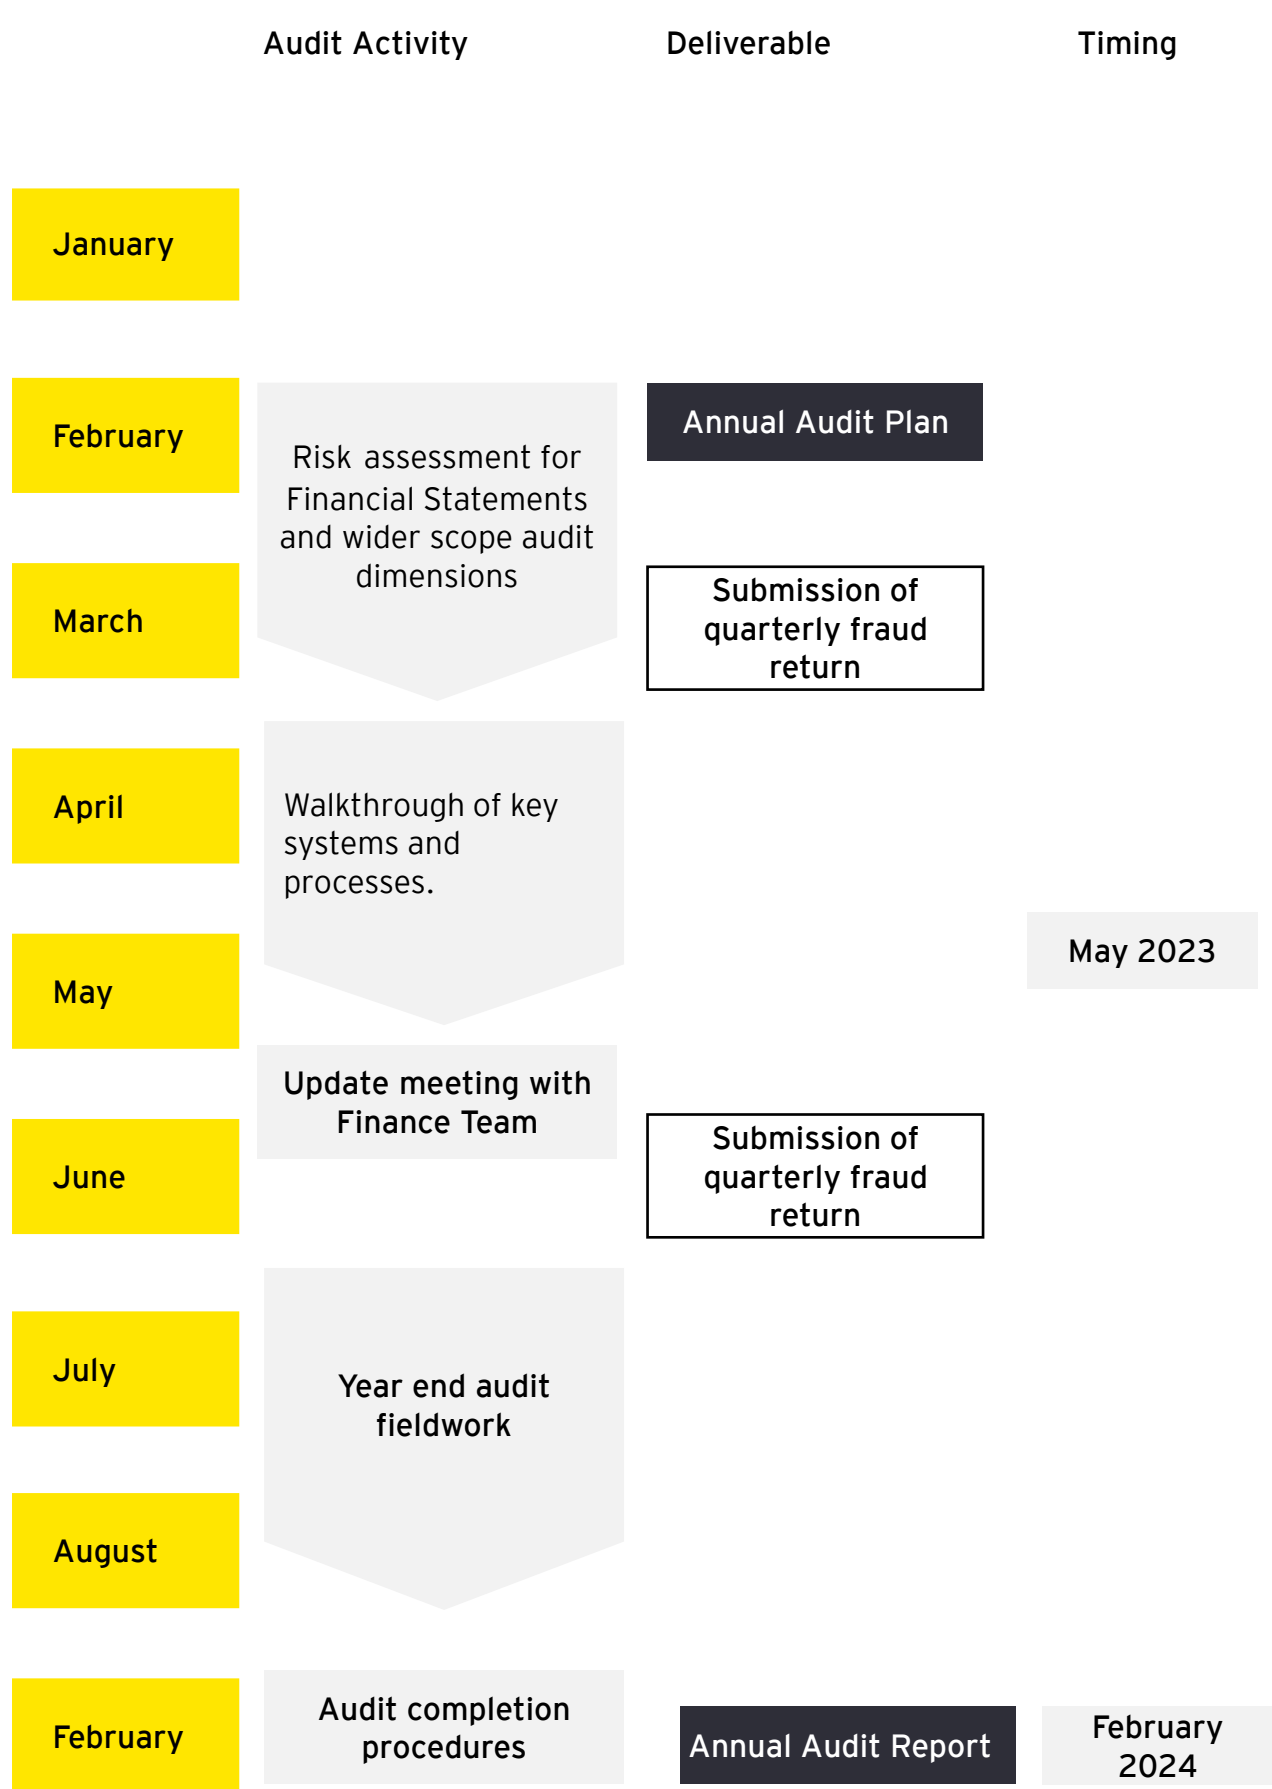 Audit Activity
Deliverable
Timing
January
February
Risk assessment for
Financial Statements
and wider scope audit
dimensions
Annual Audit Plan
March
Submission of
quarterly fraud
return
April
Walkthrough of key
systems and
processes.
May
May 2023
Update meeting with
Finance Team
June
Submission of
quarterly fraud
return
July
Year end audit
fieldwork
August
February
Audit completion
procedures
Annual Audit Report
February
2024